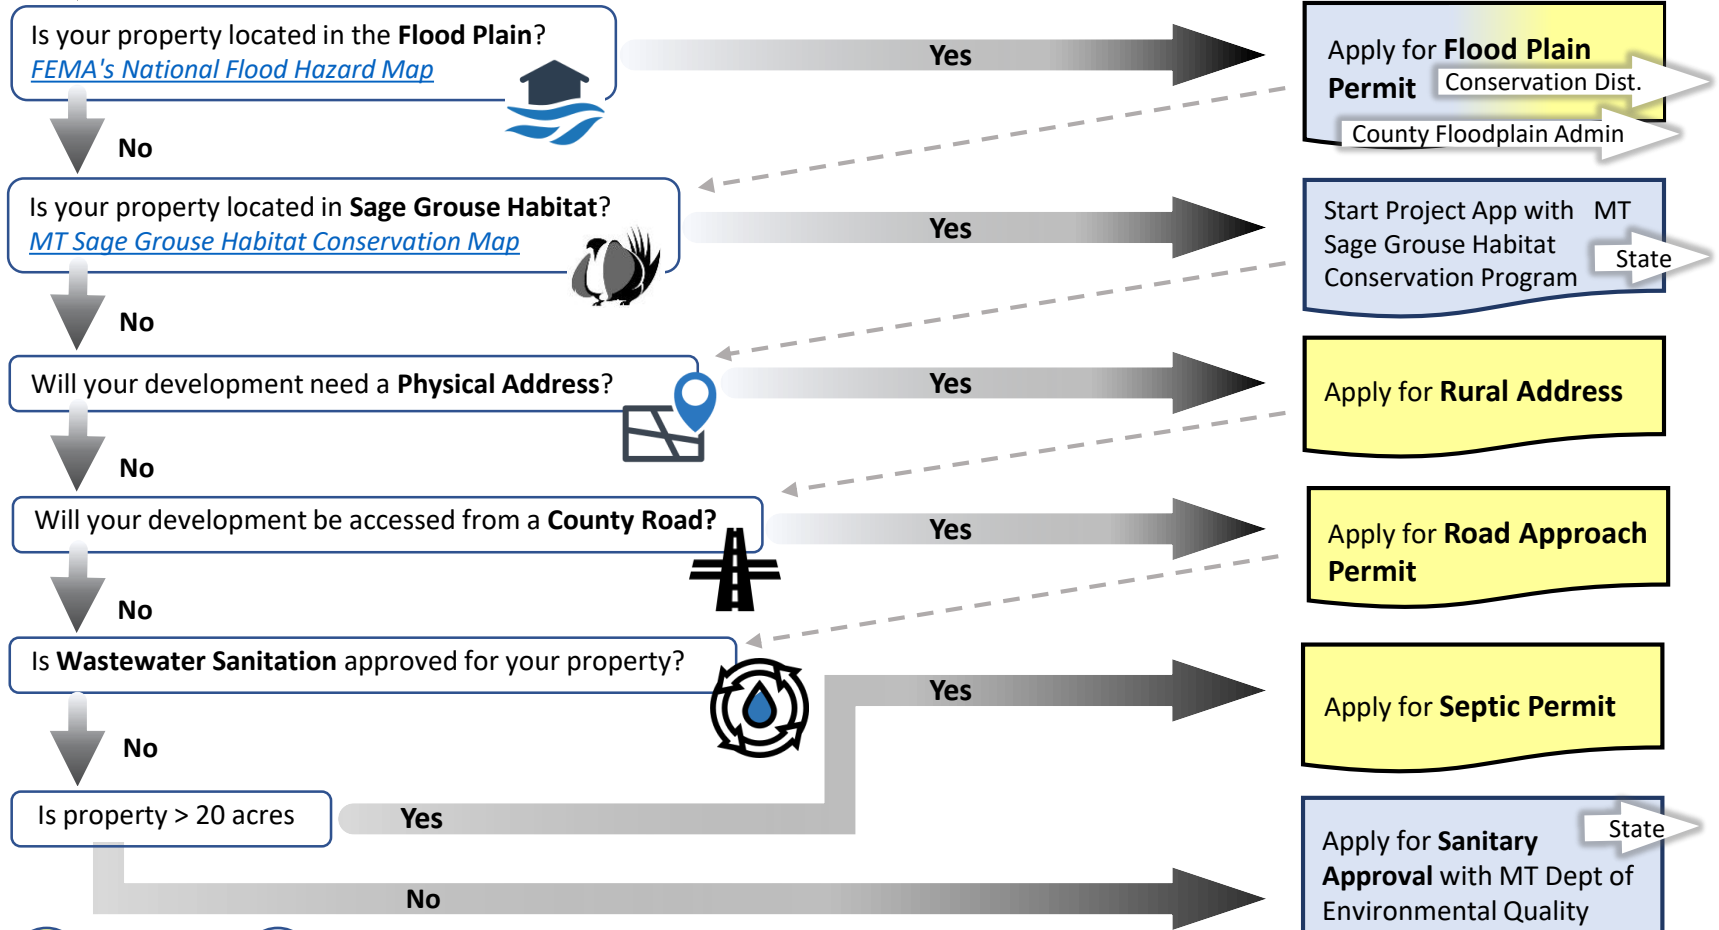 Is your property located in the Flood Plain?
FEMA's National Flood Hazard Map
Yes
Apply for Flood Plain
Permit
Conservation Dist.
County Floodplain Admin
No
Is your property located in Sage Grouse Habitat?
MT Sage Grouse Habitat Conservation Map
Yes
Start Project App with MT
Sage Grouse Habitat
Conservation Program
State
No
Will your development need a Physical Address?
Yes
Apply for Rural Address
No
Will your development be accessed from a County Road?
Yes
Apply for Road Approach
Permit
No
Is Wastewater Sanitation approved for your property?
Yes
Apply for Septic Permit
No
Is property > 20 acres
Yes
State
Apply for Sanitary
Approval with MT Dept of
Environmental Quality
No